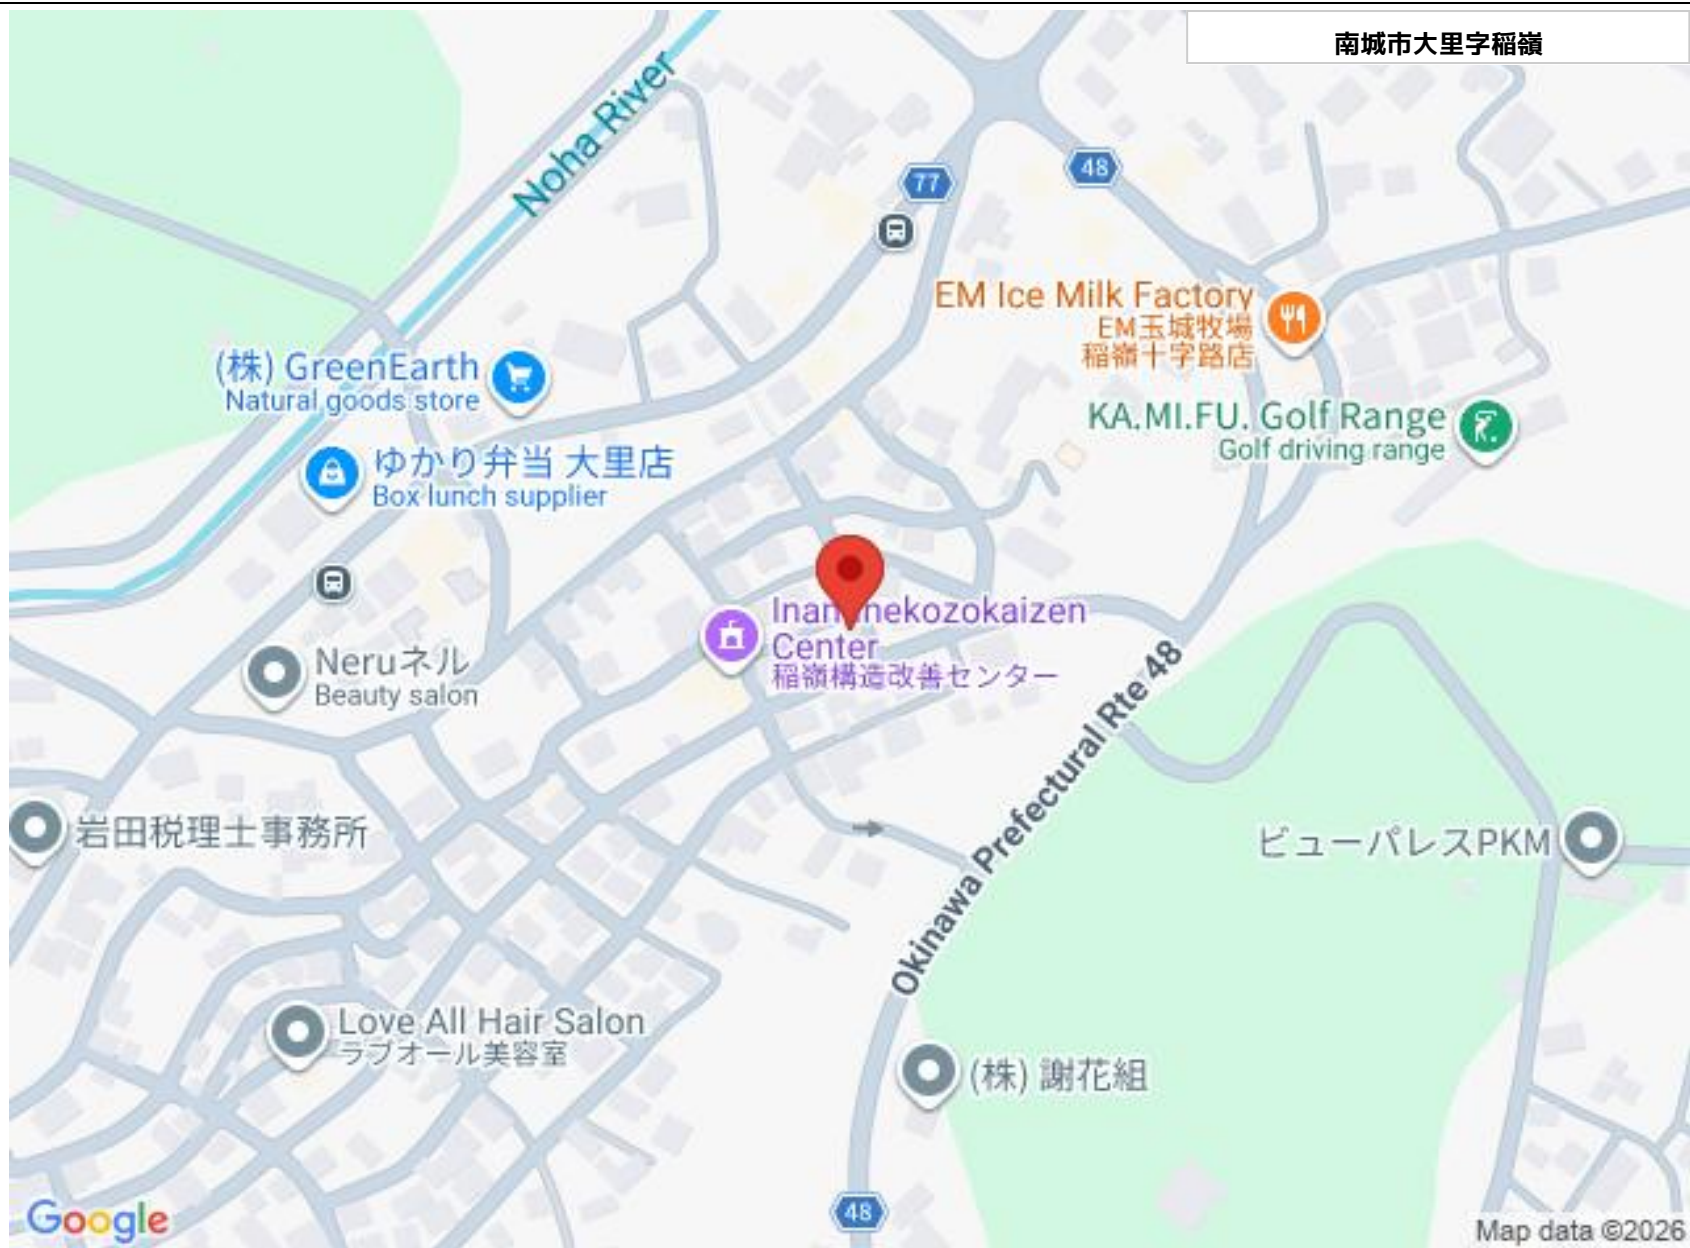 南城市大里字稲嶺
Noha River
77
48
EM Ice Milk Factory
EM玉城牧場
稲嶺十字路店
(株) GreenEarth
Natural goods store
KA.MI.FU. Golf Range
Golf driving range
ゆかり弁当 大里店
Box lunch supplier
nekozokaizen
Center
稲嶺構造改善センター
Neruネル
Beauty salon
Okinawa Prefectural Rte 48
岩田税理士事務所
ビューパレスPKM
Love All Hair Salon
ラブオール美容室
(株) 謝花組
48
Google
Map data ©2026